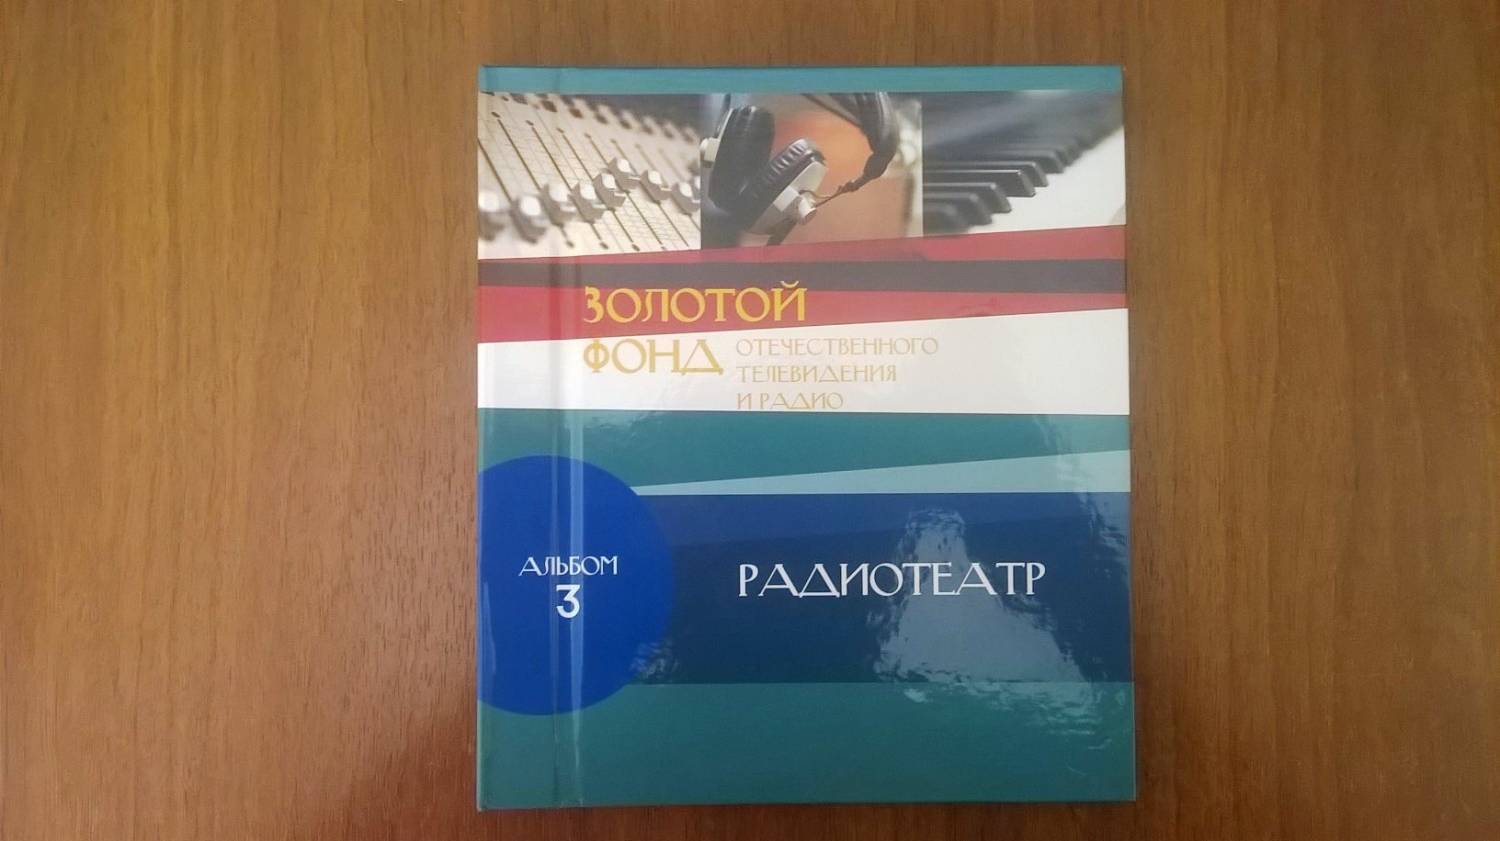 ЗОЛОТОЙ
ФОНД
ОТЕЧЕСТВЕННОГО
ТЕЛЕВИДЕНИЯ
И РАДИО
АЛЬБОМ
3
РАДИОТЕАТР